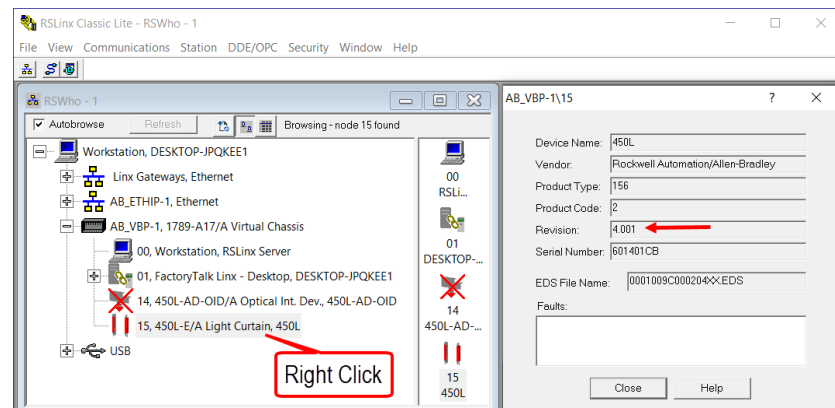 RSLinx Classic Lite - RSWho - 1
File View Communications Station DDE/OPC Security Window Help
RSWho - 1
Autobrowse Refresh Browsing - node 15 found
Workstation, DESKTOP-JPQKEE1
Linx Gateways, Ethernet
AB_ETHIP-1, Ethernet
AB_VBP-1, 1789-A17/A Virtual Chassis
00, Workstation, RSLinx Server
01, FactoryTalk Linx - Desktop, DESKTOP-JPQKEE1
14, 450L-AD-OID/A Optical Int. Dev., 450L-AD-OID
15, 450L-E/A Light Curtain, 450L
USB
Right Click
00
RSLi...
01
DESKTOP-...
14
450L-AD-...
15
450L
AB_VBP-1\15 ?
Device Name: 450L
Vendor: Rockwell Automation/Allen-Bradley
Product Type: 156
Product Code: 2
Revision: 4.001
Serial Number: 601401CB
EDS File Name: 0001009C000204XX.EDS
Faults:
Close Help